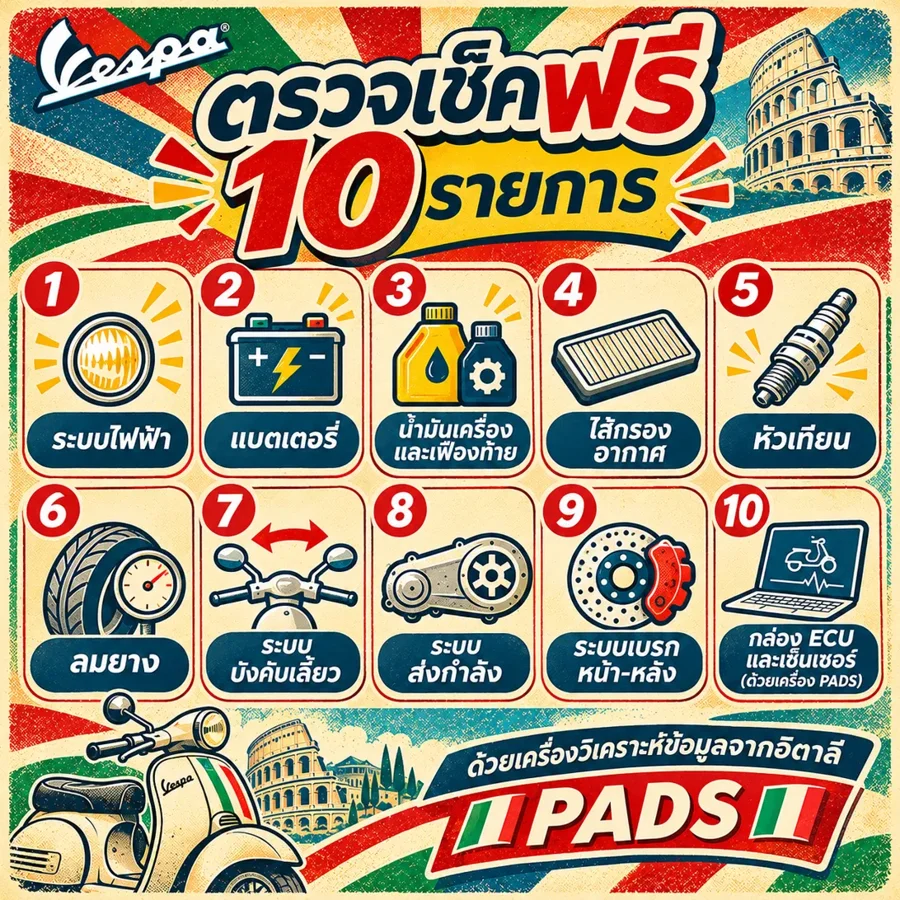 Vespa®
ตรวจเช็คฟรี
10 รายการ
1
ระบบไฟฟ้า
2
แบตเตอรี่
3
น้ำมันเครื่อง
และเฟืองท้าย
4
ไส้กรอง
อากาศ
5
หัวเทียน
6
ลมยาง
7
ระบบ
บังคับเลี้ยว
8
ระบบ
ส่งกำลัง
9
ระบบเบรก
หน้า-หลัง
10
กล่อง ECU
และเซ็นเซอร์
(ด้วยเครื่อง PADS)
Vespa
ด้วยเครื่องวิเคราะห์ข้อมูลจากอิตาลี
PADS